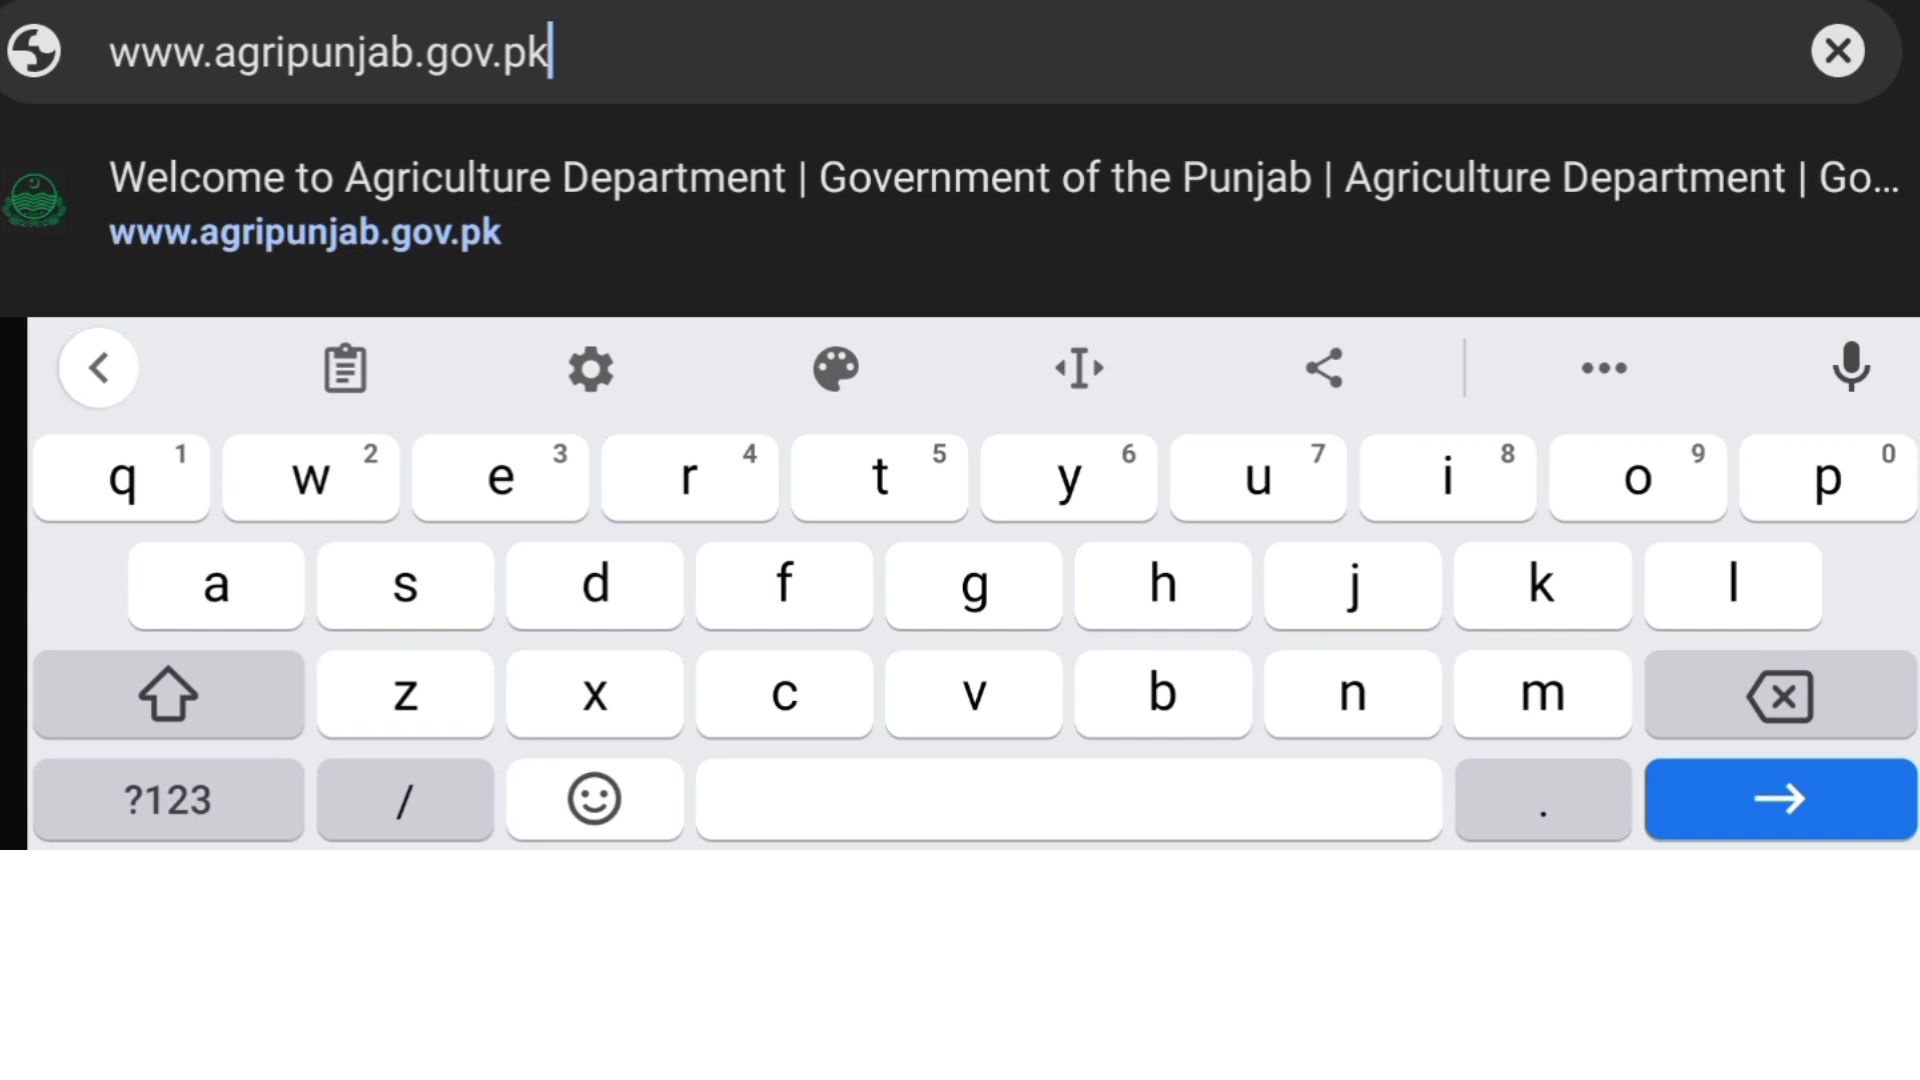 www.agripunjab.gov.pk
Welcome to Agriculture Department | Government of the Punjab | Agriculture Department | Go...
www.agripunjab.gov.pk
q 1 w 2 e 3 r 4 t 5 y 6 u 7 i 8 o 9 p 0
a s d f g h j k l
z x c v b n m
?123 / .